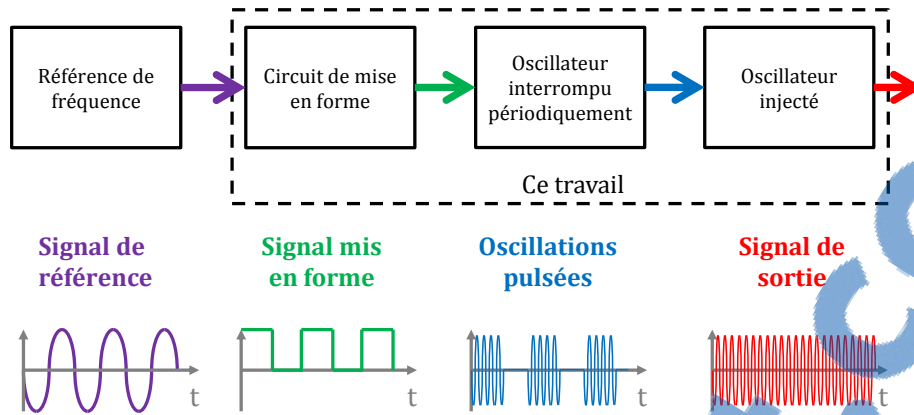 Référence de
fréquence
Circuit de mise
en forme
Oscillateur
interrompu
périodiquement
Oscillateur
injecté
Ce travail
Signal de
référence
Signal mis
en forme
Oscillations
pulsées
Signal de
sortie
t
t
t
t